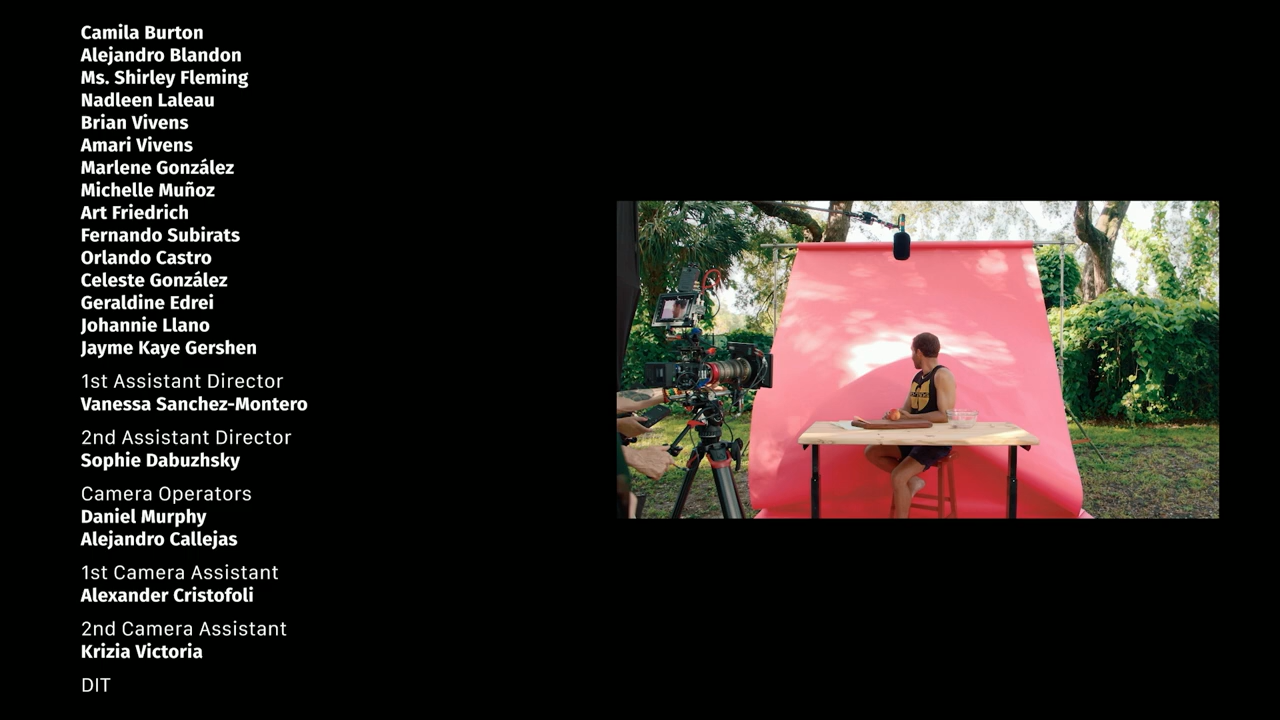 Camila Burton
Alejandro Blandon
Ms. Shirley Fleming
Nadleen Laleau
Brian Vivens
Amari Vivens
Marlene González
Michelle Muñoz
Art Friedrich
Fernando Subirats
Orlando Castro
Celeste González
Geraldine Edrei
Johannie Llano
Jayme Kaye Gershen
1st Assistant Director
Vanessa Sanchez-Montero
2nd Assistant Director
Sophie Dabuzhsky
Camera Operators
Daniel Murphy
Alejandro Callejas
1st Camera Assistant
Alexander Cristofoli
2nd Camera Assistant
Krizia Victoria
DIT